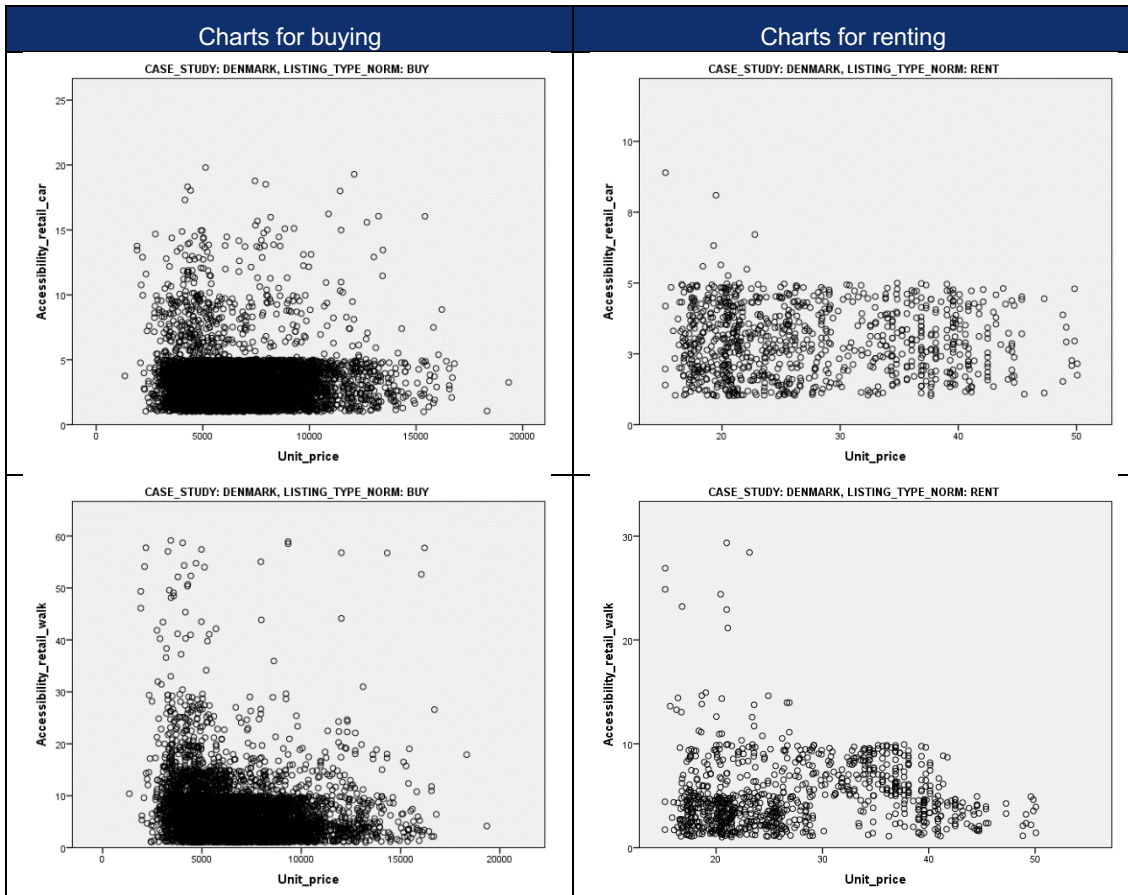 Charts for buying
Charts for renting
CASE_STUDY: DENMARK, LISTING_TYPE_NORM: BUY
25
20
15
10
5
0
Accessibility_retail_car
0 5000 10000 15000 20000
Unit_price
CASE_STUDY: DENMARK, LISTING_TYPE_NORM: RENT
10
8
5
3
0
Accessibility_retail_car
20 30 40 50
Unit_price
CASE_STUDY: DENMARK, LISTING_TYPE_NORM: BUY
60
50
40
30
20
10
0
Accessibility_retail_walk
0 5000 10000 15000 20000
Unit_price
CASE_STUDY: DENMARK, LISTING_TYPE_NORM: RENT
30
20
10
0
Accessibility_retail_walk
20 30 40 50
Unit_price